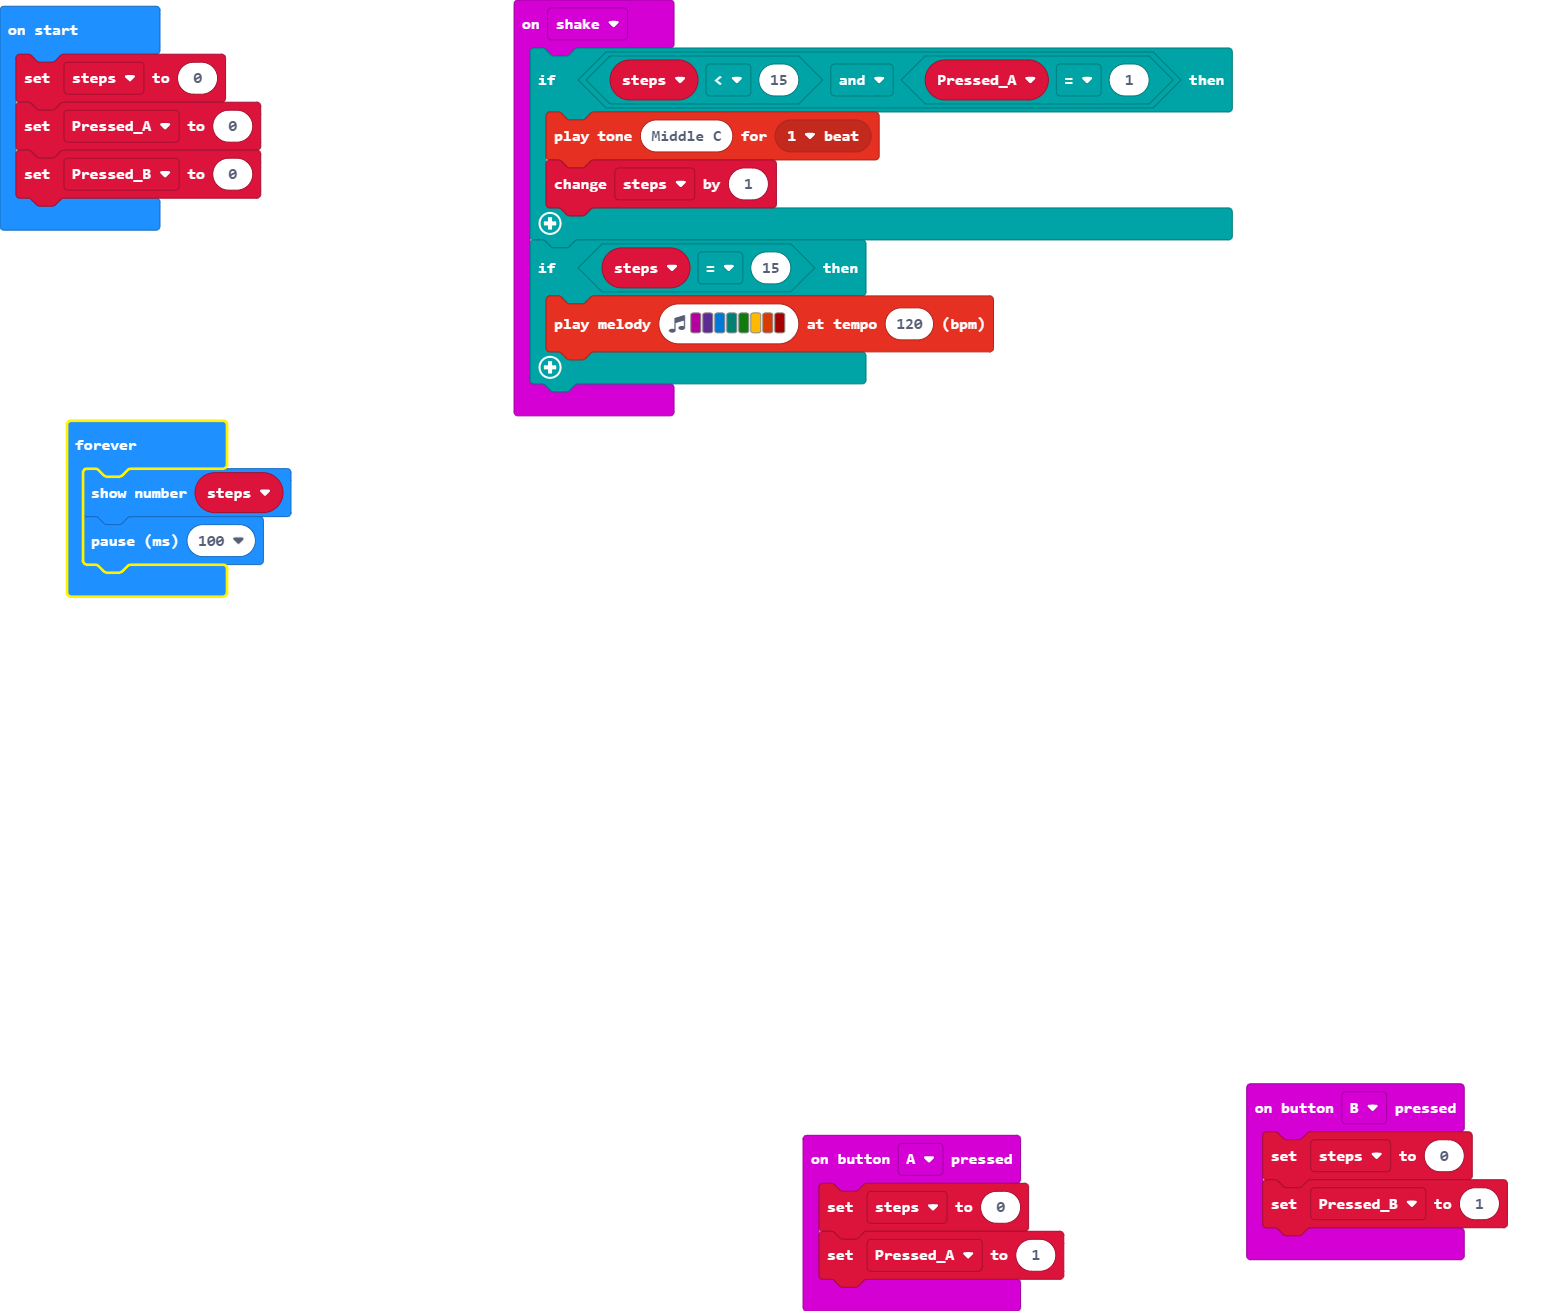 on start
set steps to 0
set Pressed_A to 0
set Pressed_B to 0
on shake
if steps < 15 and Pressed_A = 1 then
play tone Middle C for 1 beat
change steps by 1
if steps = 15 then
play melody at tempo 120 (bpm)
forever
show number steps
pause (ms) 100
on button A pressed
set steps to 0
set Pressed_A to 1
on button B pressed
set steps to 0
set Pressed_B to 1